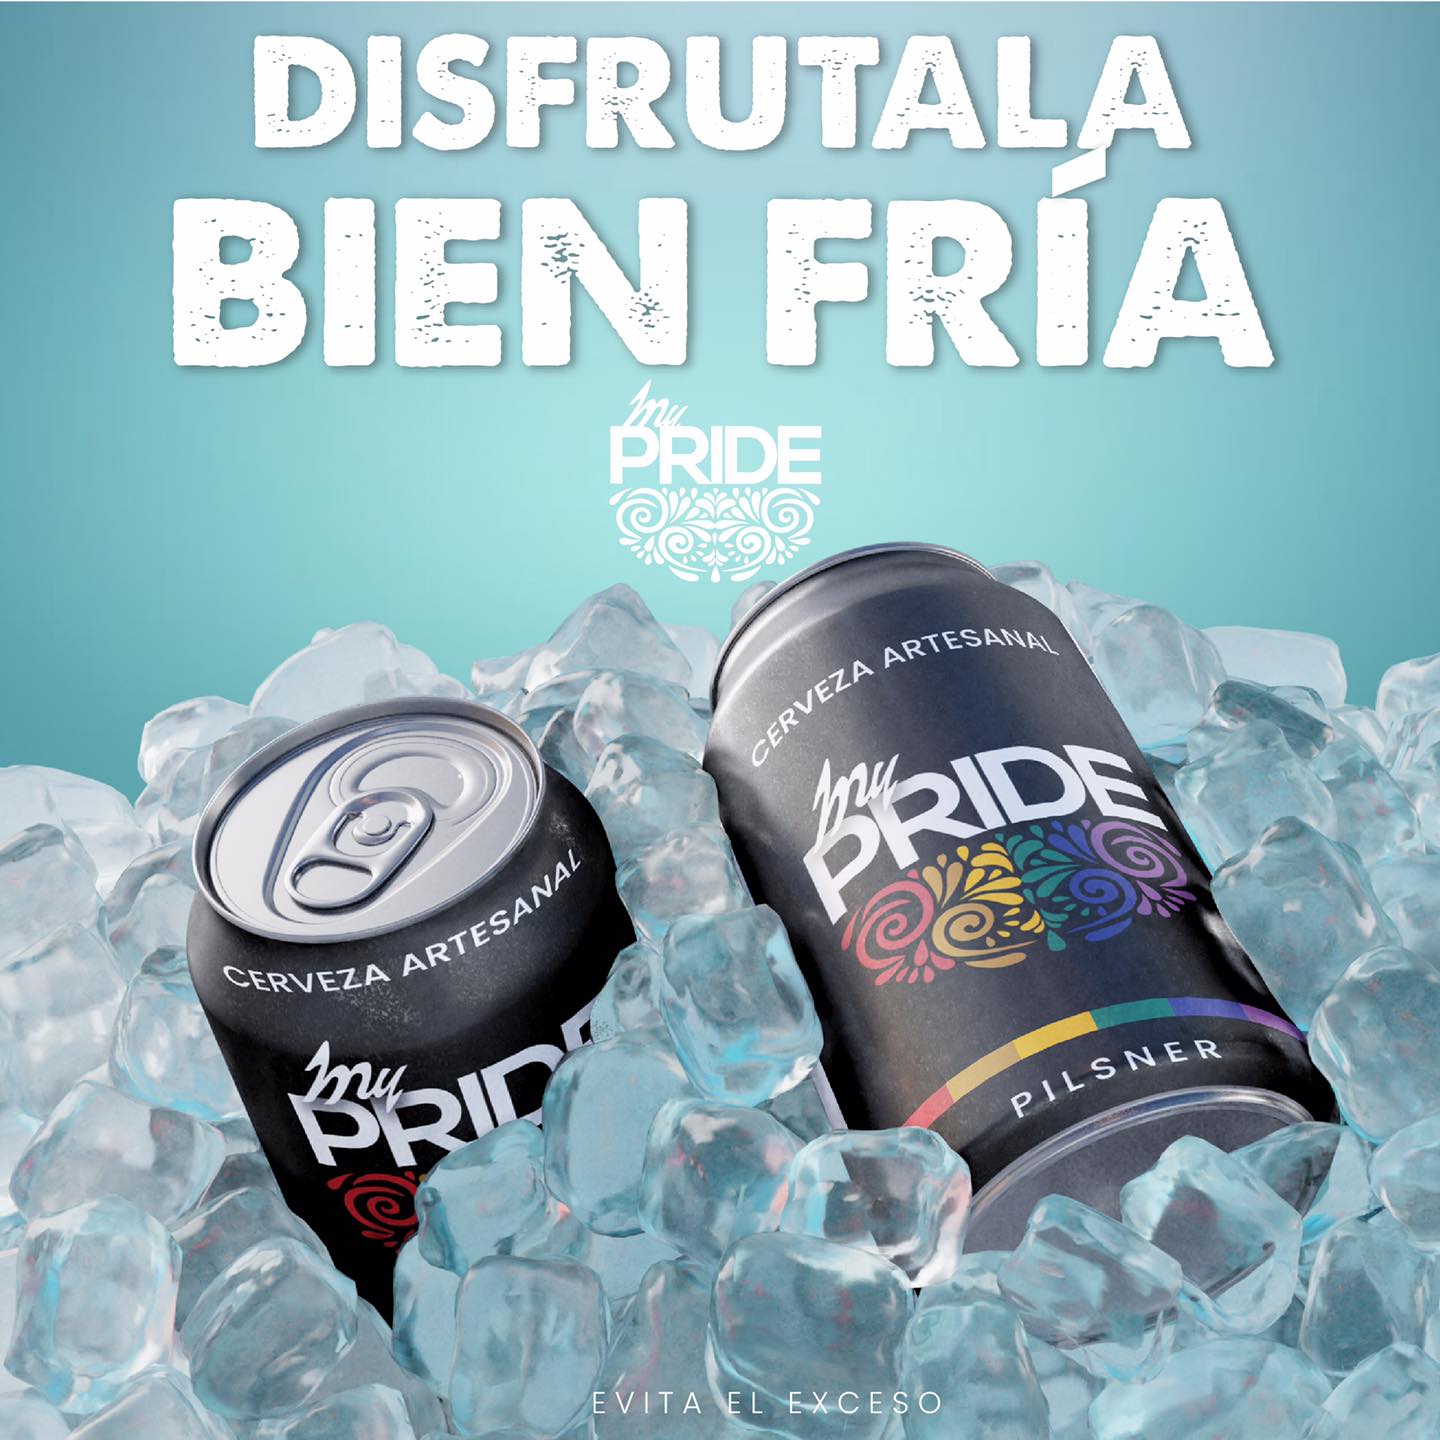 DISFRUTALA
BIEN FRÍA
my
PRIDE
CERVEZA ARTESANAL
my
PRIDE
PILSNER
CERVEZA ARTESANAL
my
PRIDE
EVITA EL EXCESO